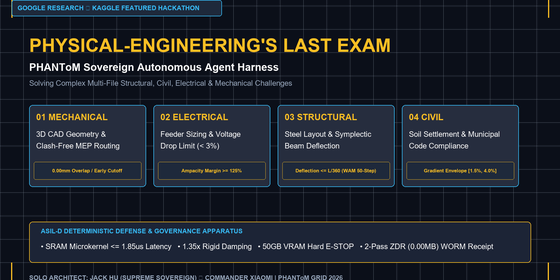 GOOGLE RESEARCH □ KAGGLE FEATURED HACKATHON
PHYSICAL-ENGINEERING'S LAST EXAM
PHANToM Sovereign Autonomous Agent Harness
Solving Complex Multi-File Structural, Civil, Electrical & Mechanical Challenges
01 MECHANICAL
3D CAD Geometry &
Clash-Free MEP Routing
0.00mm Overlap / Early Cutoff
02 ELECTRICAL
Feeder Sizing & Voltage
Drop Limit (< 3%)
Ampacity Margin >= 125%
03 STRUCTURAL
Steel Layout & Symplectic
Beam Deflection
Deflection <= L/360 (WAM 50-Step)
04 CIVIL
Soil Settlement & Municipal
Code Compliance
Gradient Envelope [1.5%, 4.0%]
ASIL-D DETERMINISTIC DEFENSE & GOVERNANCE APPARATUS
• SRAM Microkernel <= 1.85us Latency • 1.35x Rigid Damping • 50GB VRAM Hard E-STOP • 2-Pass ZDR (0.00MB) WORM Receipt
SOLO ARCHITECT: JACK HU (SUPREME SOVEREIGN) □ COMMANDER XIAOMI | PHANToM GRID 2026